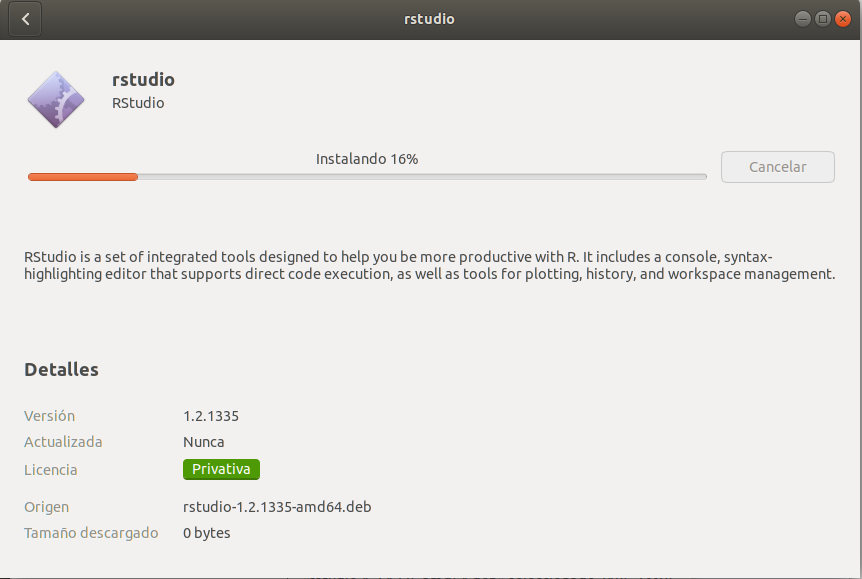 rstudio
rstudio
RStudio
Instalando 16%
Cancelar
RStudio is a set of integrated tools designed to help you be more productive with R. It includes a console, syntax-
highlighting editor that supports direct code execution, as well as tools for plotting, history, and workspace management.
Detalles
Versión 1.2.1335
Actualizada Nunca
Licencia Privativa
Origen rstudio-1.2.1335-amd64.deb
Tamaño descargado 0 bytes